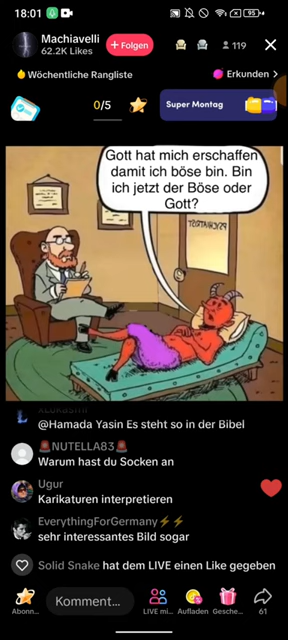 18:01
95
Machiavelli
62.2K Likes
+ Folgen
119
Wöchentliche Rangliste
Erkunden >
0/5
Super Montag
Gott hat mich erschaffen
damit ich böse bin. Bin
ich jetzt der Böse oder
Gott?
PSYCHIATRIST
@Hamada Yasin Es steht so in der Bibel
🚨NUTELLA83🚨
Warum hast du Socken an
Ugur
Karikaturen interpretieren
EverythingForGermany⚡⚡
sehr interessantes Bild sogar
Solid Snake hat dem LIVE einen Like gegeben
Abonn...
Komment...
LIVE mi...
Aufladen
Gesche...
61